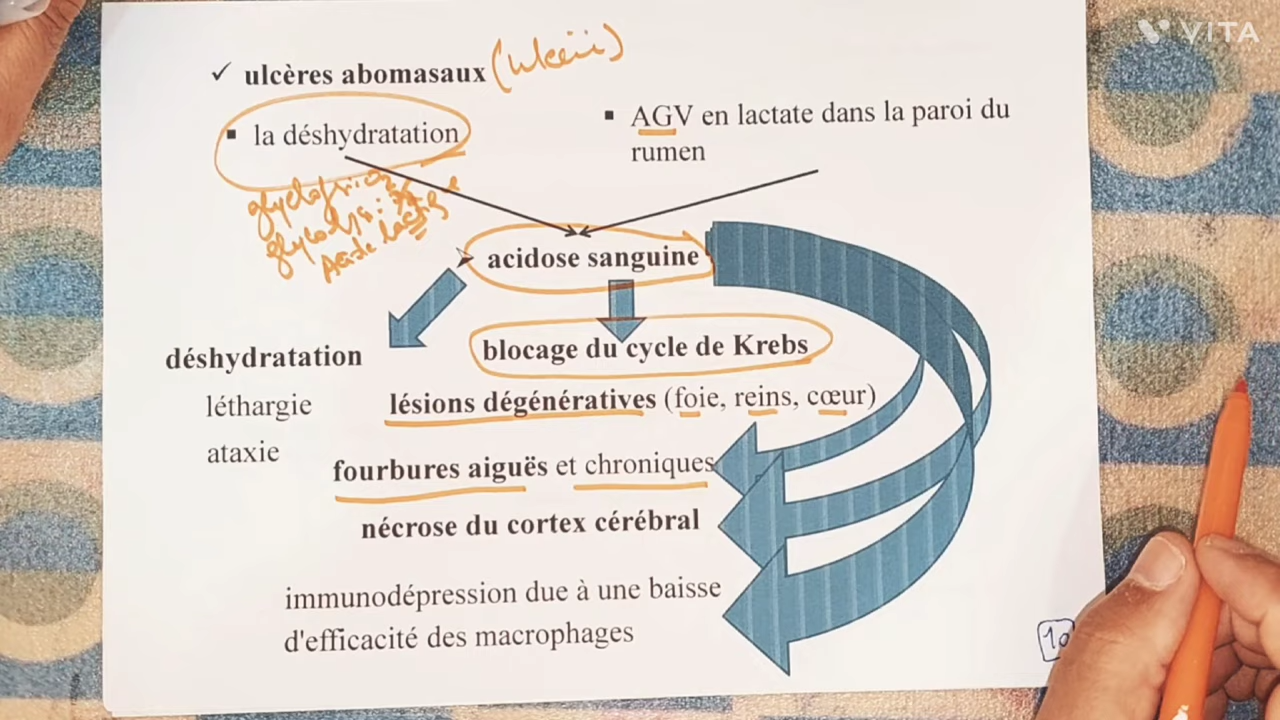 VITA
✓ ulcères abomasaux
▪ la déshydratation
▪ AGV en lactate dans la paroi du
rumen
➢ acidose sanguine
déshydratation
blocage du cycle de Krebs
léthargie
lésions dégénératives (foie, reins, cœur)
ataxie
fourbures aiguës et chroniques
nécrose du cortex cérébral
immunodépression due à une baisse
d'efficacité des macrophages
10